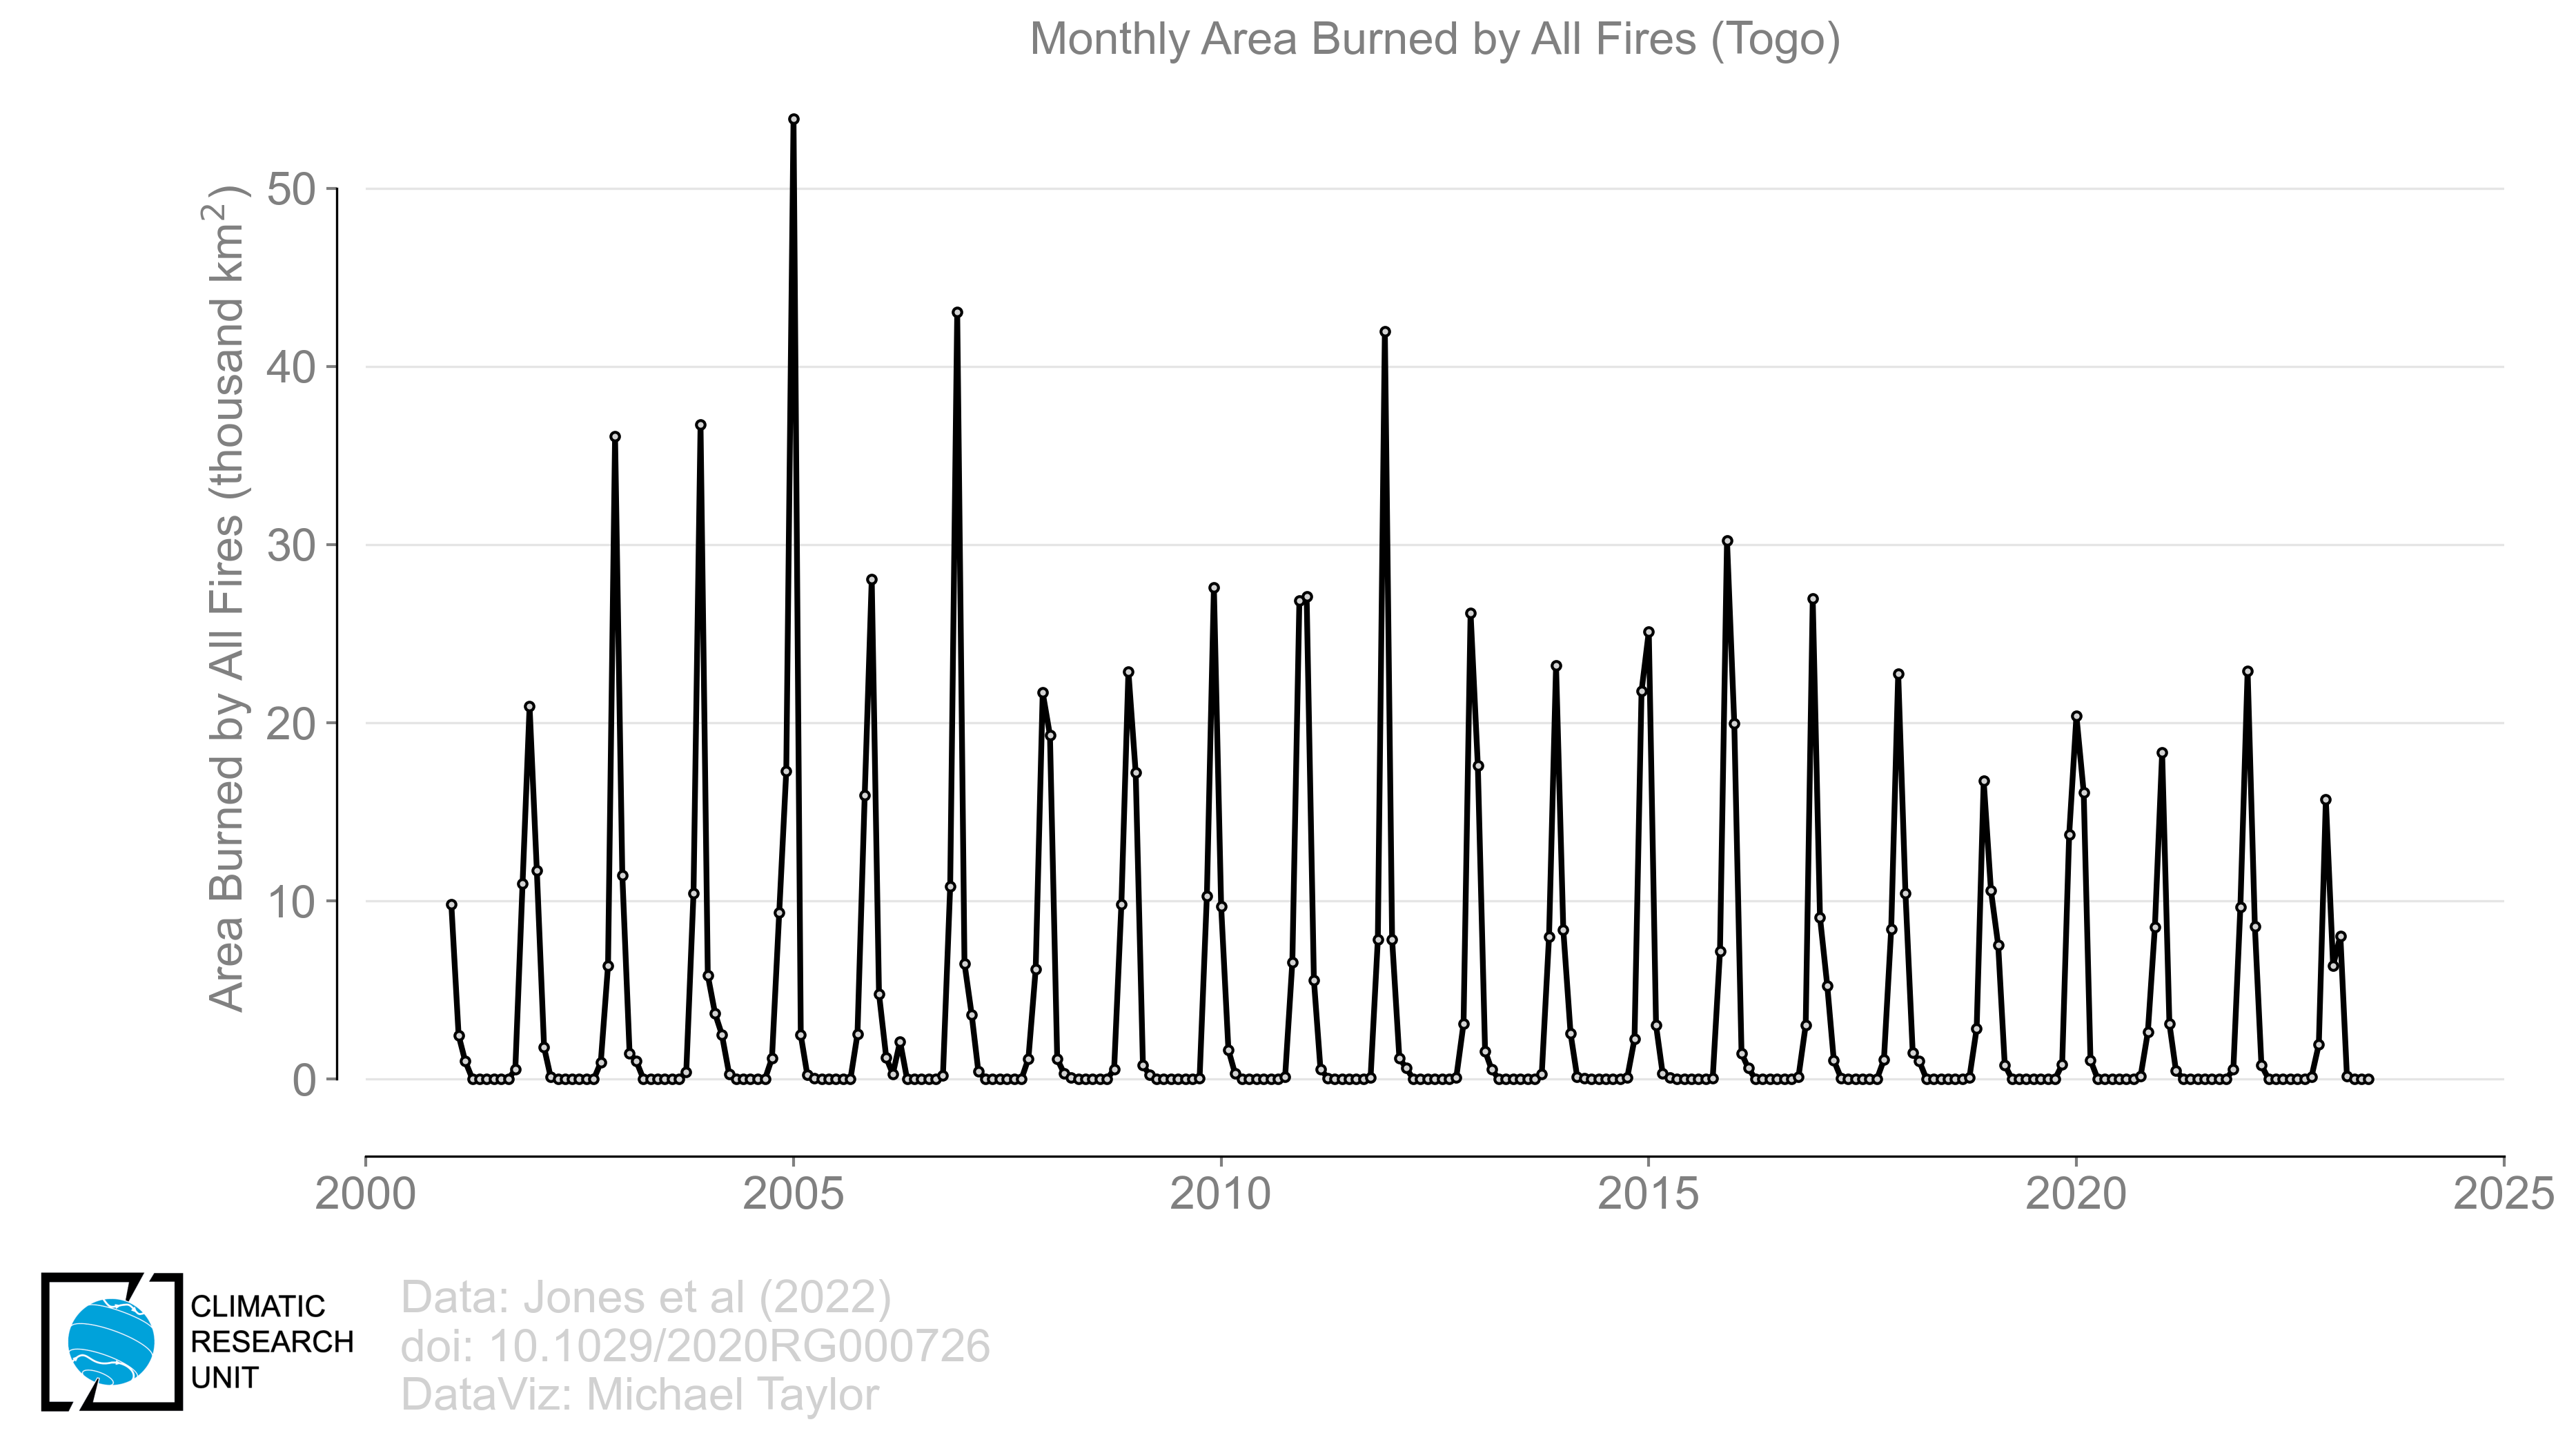 Monthly Area Burned by All Fires (Togo)
Area Burned by All Fires (thousand km²)
50
40
30
20
10
0
2000
2005
2010
2015
2020
2025
CLIMATIC
RESEARCH
UNIT
Data: Jones et al (2022)
doi: 10.1029/2020RG000726
DataViz: Michael Taylor